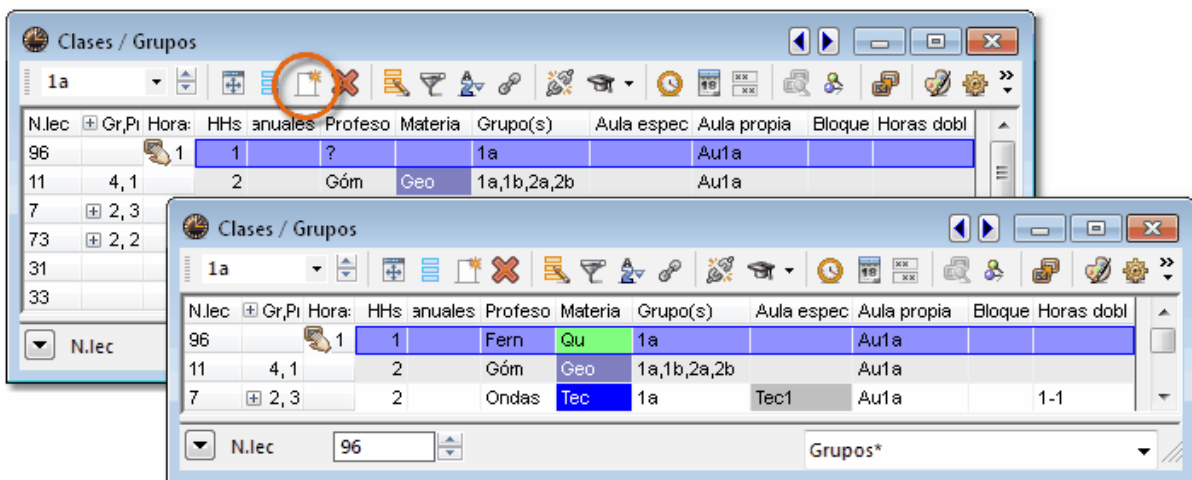 Clases / Grupos
1a
N.lec Gr,Pı Hora: HHs anuales Profeso Materia Grupo(s) Aula espec Aula propia Bloque Horas dobl
96 1 1 ? 1a Au1a
11 4, 1 2 Góm Geo 1a,1b,2a,2b Au1a
7 2, 3
73 2, 2
31
33
N.lec
Clases / Grupos
1a
N.lec Gr,Pı Hora: HHs anuales Profeso Materia Grupo(s) Aula espec Aula propia Bloque Horas dobl
96 1 1 Fern Qu 1a Au1a
11 4, 1 2 Góm Geo 1a,1b,2a,2b Au1a
7 2, 3 2 Ondas Tec 1a Tec1 Au1a 1-1
N.lec 96 Grupos*